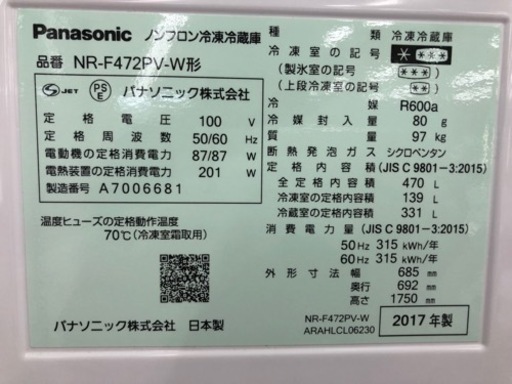 Panasonic ノンフロン冷凍冷蔵庫
品番 NR-F472PV-W形
JET PSE パナソニック株式会社
定格電圧 100 V
定格周波数 50/60 Hz
電動機の定格消費電力 87/87 W
電熱装置の定格消費電力 201 W
製造番号 A7006681
温度ヒューズの定格動作温度
70℃(冷凍室霜取用)
パナソニック株式会社 日本製
種類 冷凍冷蔵庫
冷凍室の記号 * ***
(製氷室の記号 *** )
(上段冷凍室の記号 *** )
冷媒 R600a
冷媒封入量 80 g
質量 97 kg
断熱発泡ガス シクロペンタン
定格内容積 (JIS C 9801-3:2015)
全定格内容積 470 L
冷凍室の定格内容積 139 L
冷蔵室の定格内容積 331 L
消費電力量 (JIS C 9801-3:2015)
50 Hz 315 kWh/年
60 Hz 315 kWh/年
外形寸法 幅 685 mm
奥行 692 mm
高さ 1750 mm
NR-F472PV-W
ARAHLCL06230
2017年製